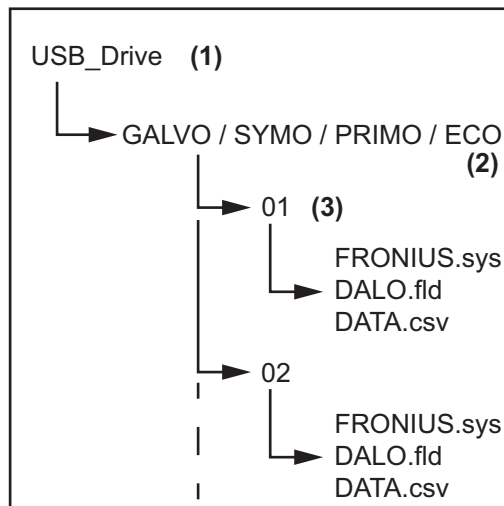 USB_Drive (1)
GALVO / SYMO / PRIMO / ECO
(2)
01 (3)
FRONIUS.sys
DALO.fld
DATA.csv
02
FRONIUS.sys
DALO.fld
DATA.csv